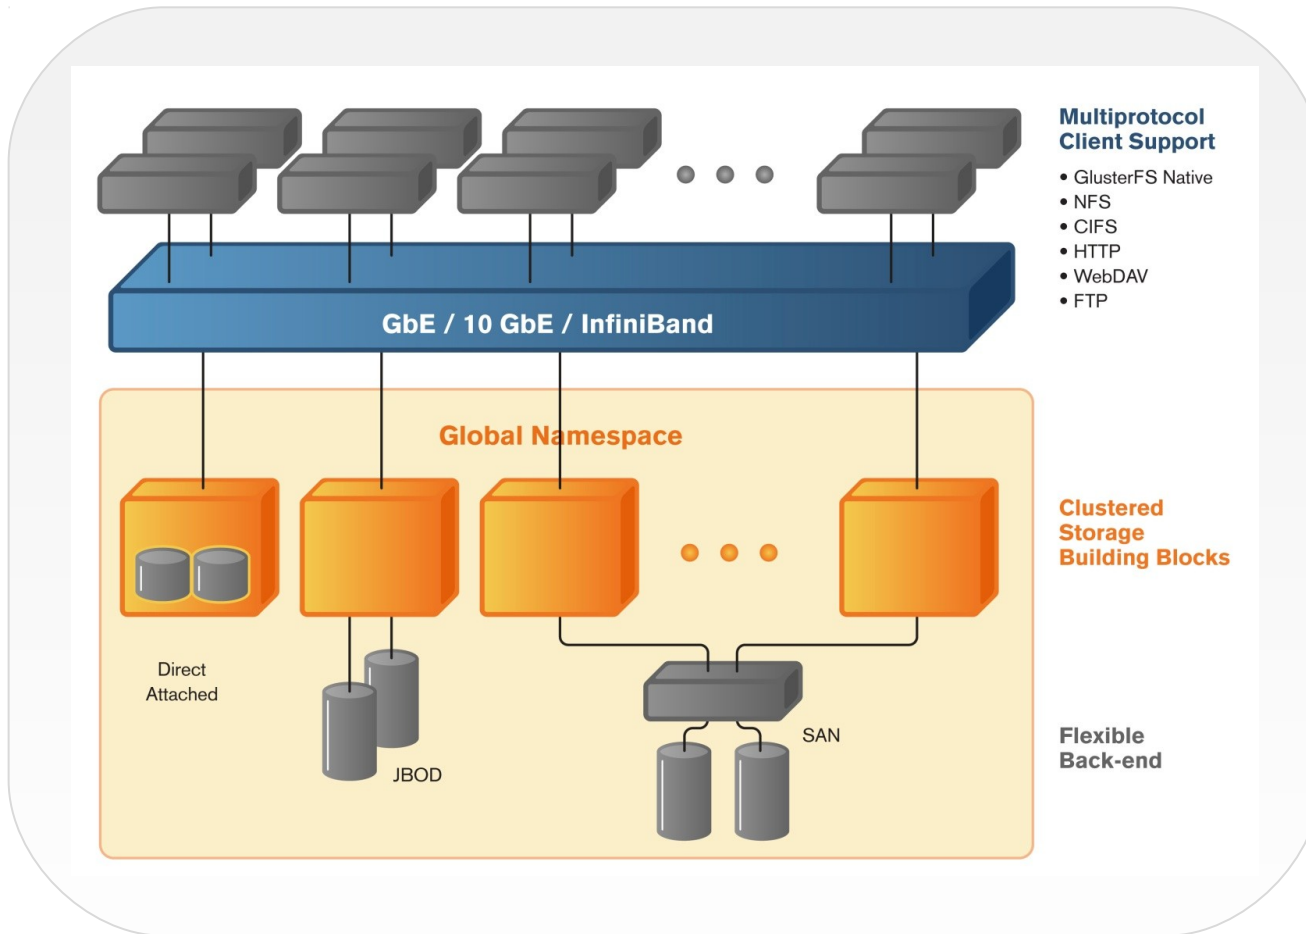 Multiprotocol
Client Support
• GlusterFS Native
• NFS
• CIFS
• HTTP
• WebDAV
• FTP
GbE / 10 GbE / InfiniBand
Global Namespace
Clustered
Storage
Building Blocks
Direct
Attached
JBOD
SAN
Flexible
Back-end